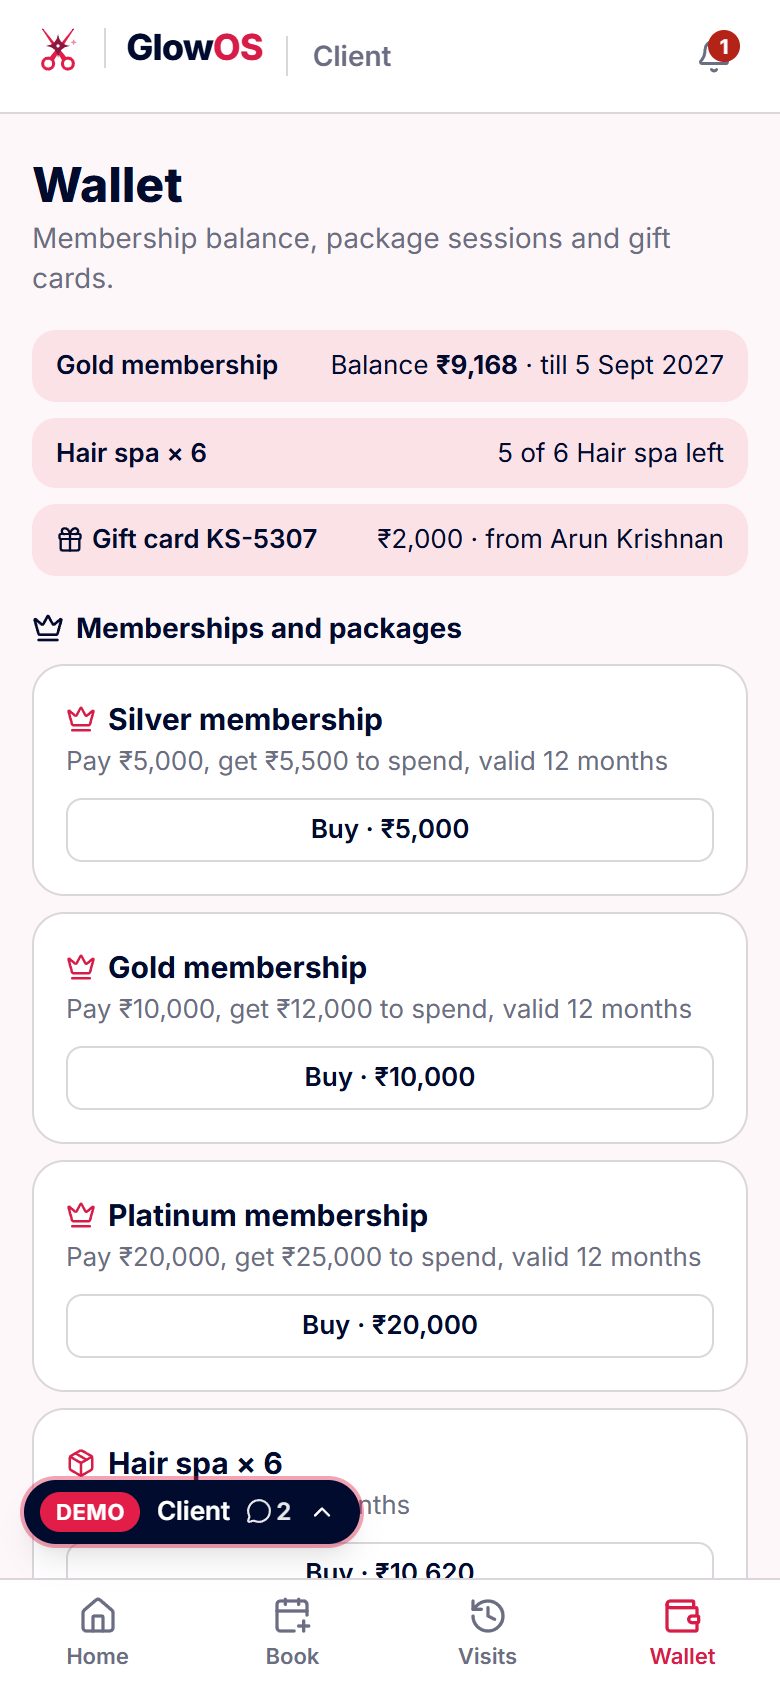 GlowOS
Client
1
Wallet
Membership balance, package sessions and gift
cards.
Gold membership Balance ₹9,168 · till 5 Sept 2027
Hair spa × 6 5 of 6 Hair spa left
Gift card KS-5307 ₹2,000 · from Arun Krishnan
Memberships and packages
Silver membership
Pay ₹5,000, get ₹5,500 to spend, valid 12 months
Buy · ₹5,000
Gold membership
Pay ₹10,000, get ₹12,000 to spend, valid 12 months
Buy · ₹10,000
Platinum membership
Pay ₹20,000, get ₹25,000 to spend, valid 12 months
Buy · ₹20,000
Hair spa × 6
DEMO Client 2
Buy · ₹10,620
Home Book Visits Wallet